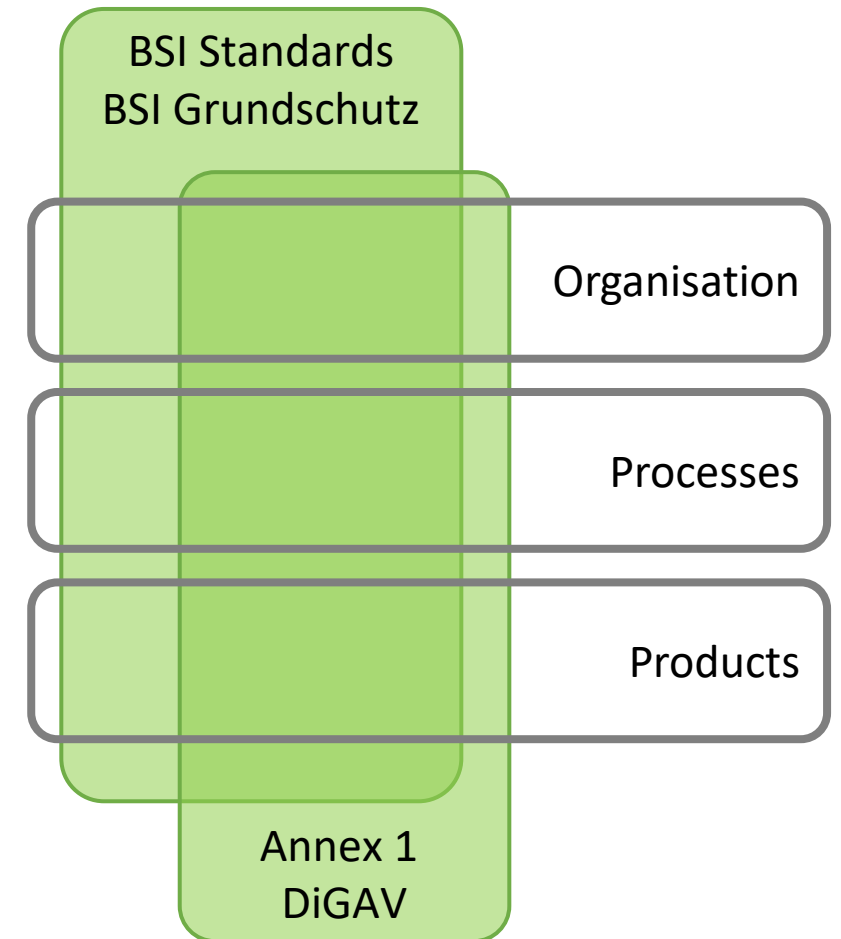 BSI Standards
BSI Grundschutz
Organisation
Processes
Products
Annex 1
DiGAV